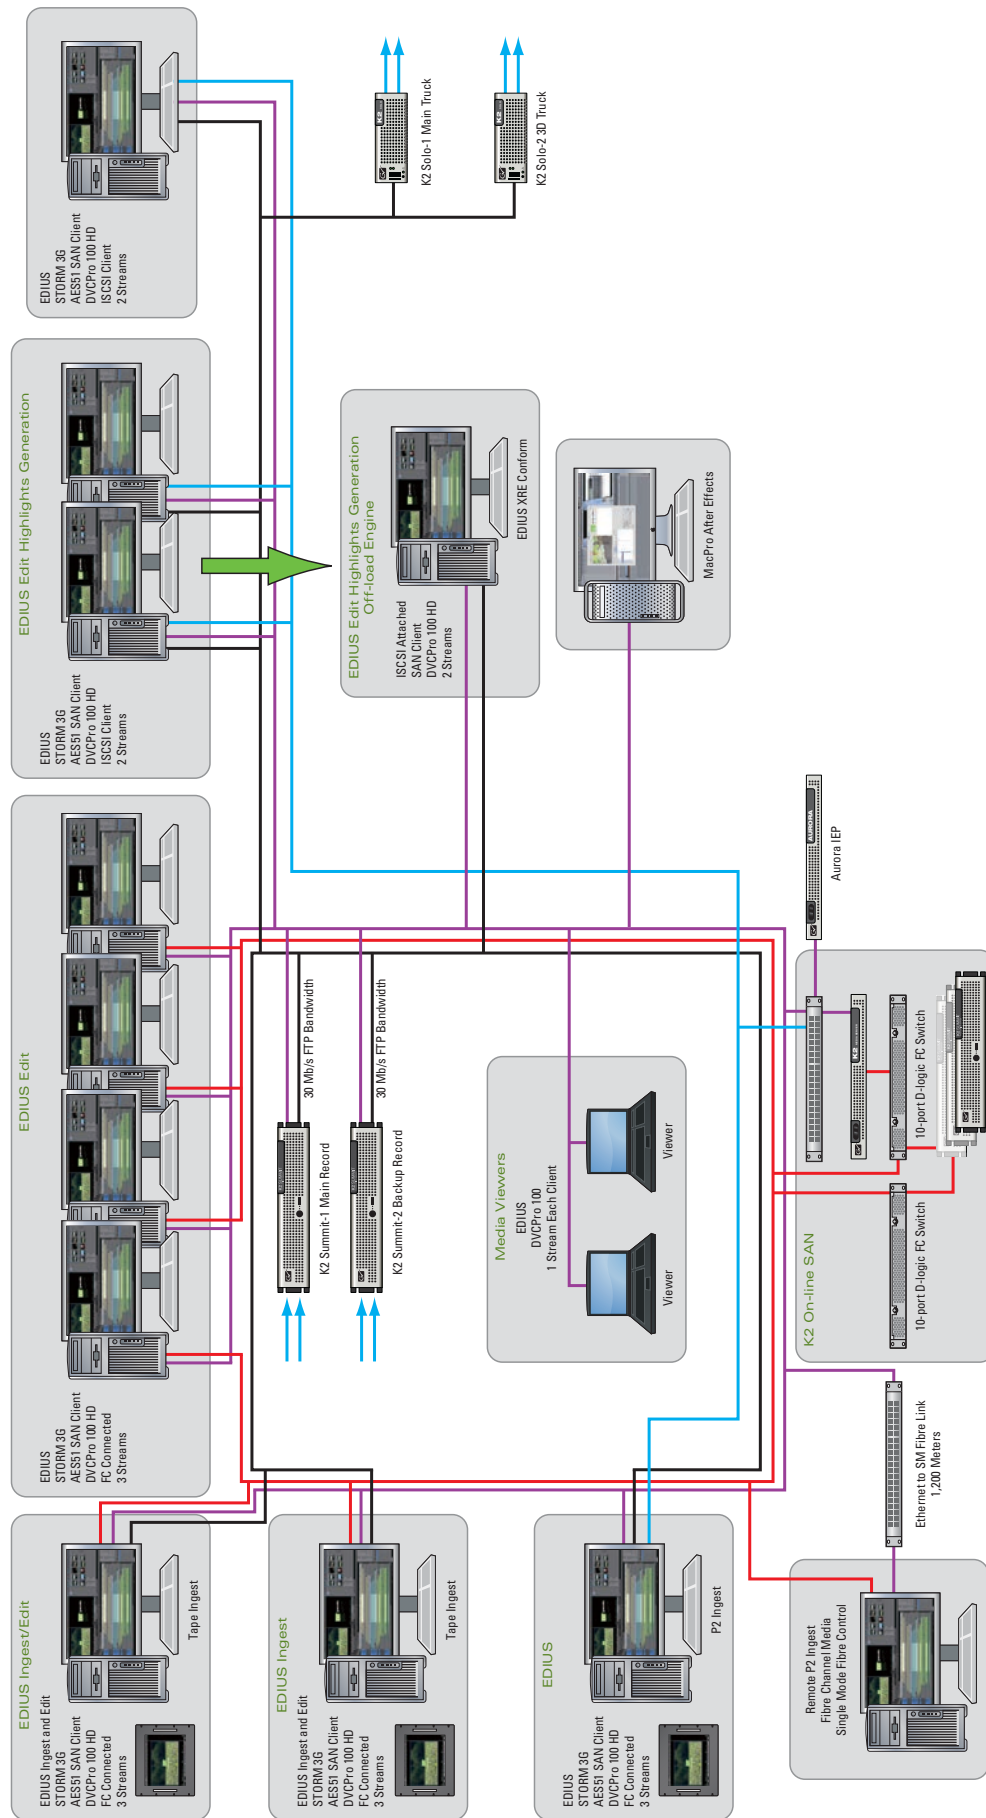 EDIUS Ingest/Edit
EDIUS Ingest and Edit
STORM 3G
AES51 SAN Client
DVCPro 100 HD
FC Connected
3 Streams
Tape Ingest
EDIUS Edit
EDIUS
STORM 3G
AES51 SAN Client
DVCPro 100 HD
FC Connected
3 Streams
EDIUS Edit Highlights Generation
EDIUS
STORM 3G
AES51 SAN Client
DVCPro 100 HD
ISCSI Client
2 Streams
EDIUS
STORM 3G
AES51 SAN Client
DVCPro 100 HD
ISCSI Client
2 Streams
EDIUS Ingest
EDIUS Ingest and Edit
STORM 3G
AES51 SAN Client
DVCPro 100 HD
FC Connected
3 Streams
Tape Ingest
30 Mb/s FTP Bandwidth
K2 Summit-1 Main Record
30 Mb/s FTP Bandwidth
K2 Summit-2 Backup Record
EDIUS Edit Highlights Generation
Off-load Engine
ISCSI Attached
SAN Client
DVCPro 100 HD
2 Streams
EDIUS XRE Conform
K2
K2 Solo-1 Main Truck
K2
K2 Solo-2 3D Truck
EDIUS
EDIUS
STORM 3G
AES51 SAN Client
DVCPro 100 HD
FC Connected
3 Streams
P2 Ingest
Media Viewers
EDIUS
DVCPro 100
1 Stream Each Client
Viewer
Viewer
MacPro After Effects
Remote P2 Ingest
Fibre Channel Media
Single Mode Fibre Control
Ethernet to SM Fibre Link
1,200 Meters
K2 On-line SAN
K2
10-port D-logic FC Switch
10-port D-logic FC Switch
AURORA
Aurora IEP